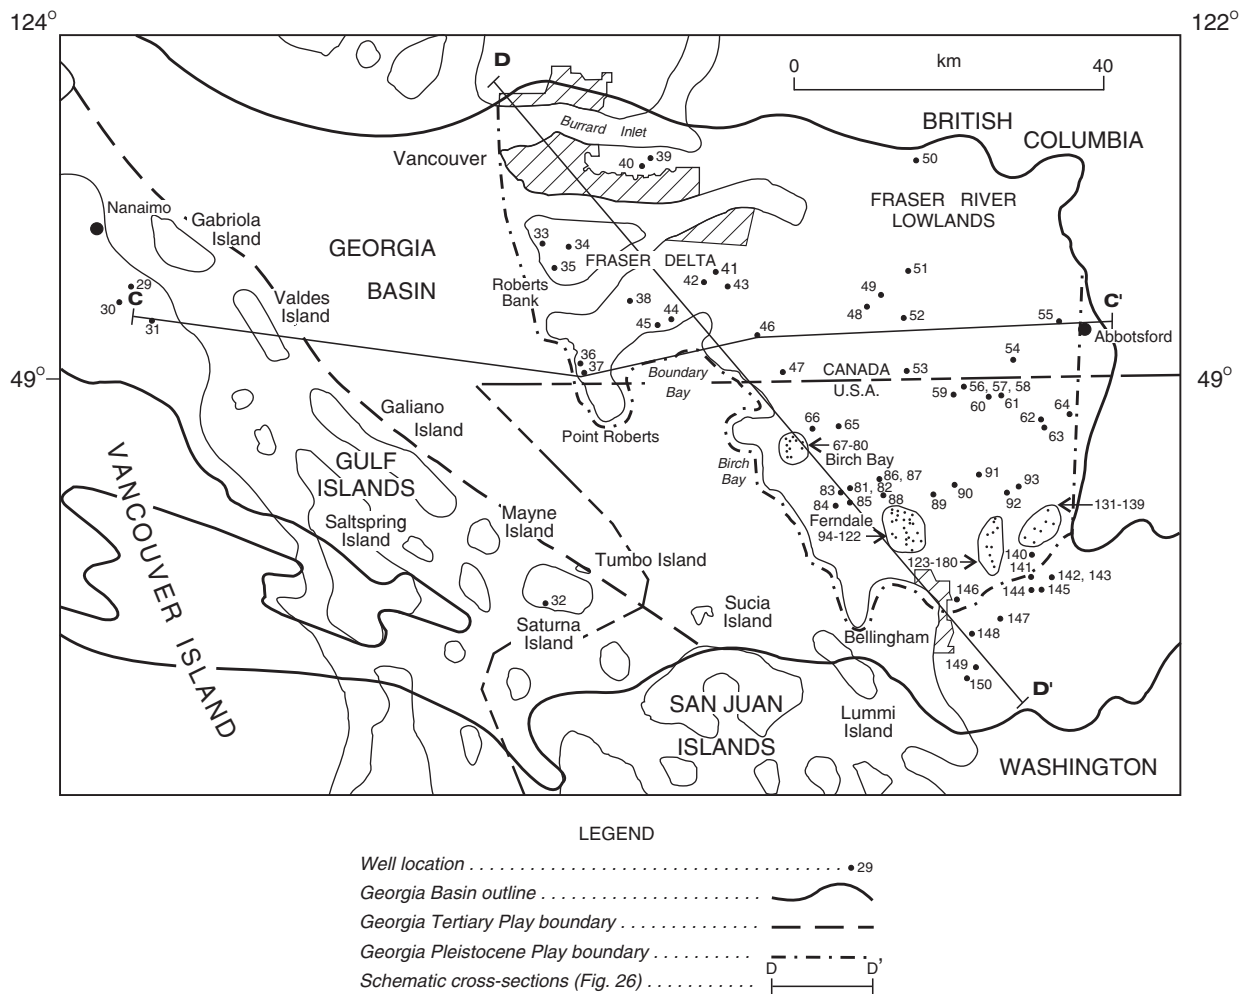 124°
122°
D
0
km
40
BRITISH
COLUMBIA
Burrard Inlet
Vancouver
40
39
50
Nanaimo
Gabriola
Island
FRASER RIVER
LOWLANDS
GEORGIA
BASIN
33
34
35
FRASER DELTA
41
42
43
51
Roberts
Bank
29
C
30
31
Valdes
Island
38
44
45
46
49
48
52
55
C'
Abbotsford
36
37
54
49°
49°
Boundary
Bay
47
CANADA
U.S.A.
53
59
56, 57, 58
60
61
62
63
64
Galiano
Island
Point Roberts
66
65
67-80
Birch Bay
Birch
Bay
VANCOUVER ISLAND
GULF
ISLANDS
Saltspring
Island
Mayne
Island
86, 87
81, 82
83
84
85
88
89
90
91
92
93
131-139
Ferndale
94-122
123-180
140
141
142, 143
144
145
Tumbo Island
32
Saturna
Island
Sucia
Island
146
147
148
Bellingham
149
150
D'
SAN JUAN
ISLANDS
Lummi
Island
WASHINGTON
LEGEND
Well location . . . . . . . . . . . . . . . . . . . . . . . . . . . . . . . . . . 29
Georgia Basin outline . . . . . . . . . . . . . . . . . . . .
Georgia Tertiary Play boundary . . . . . . . . . . . . .
Georgia Pleistocene Play boundary . . . . . . . . . .
Schematic cross-sections (Fig. 26) . . . . . . . . . . . D D'